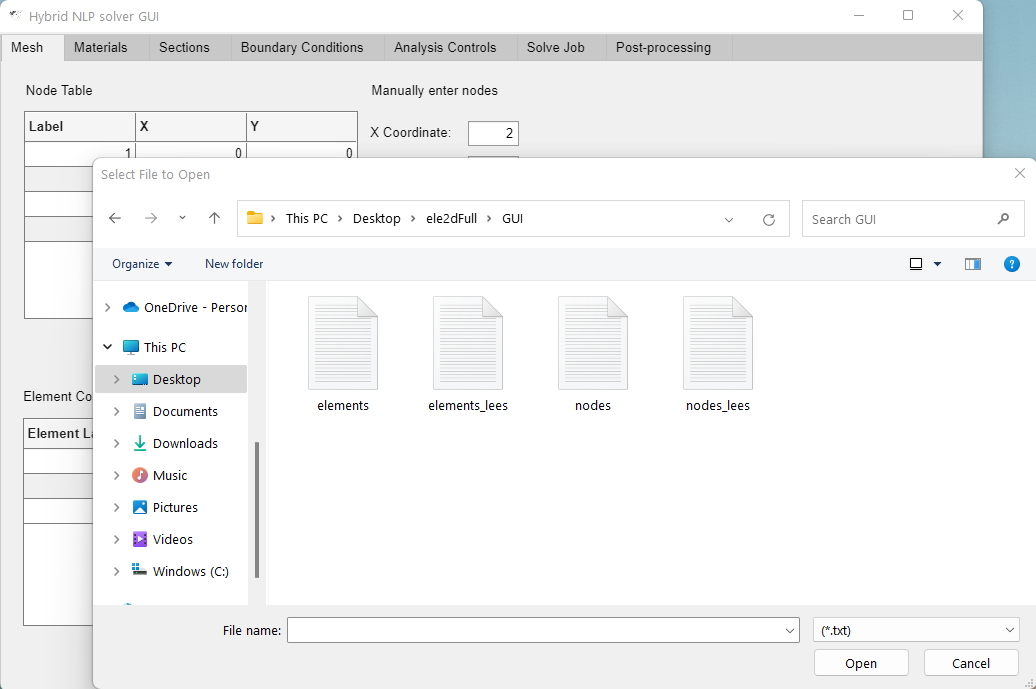 Hybrid NLP solver GUI
Mesh Materials Sections Boundary Conditions Analysis Controls Solve Job Post-processing
Node Table
Manually enter nodes
Label X Y
X Coordinate: 2
1 0 0
Select File to Open
This PC > Desktop > ele2dFull > GUI
Search GUI
Organize New folder
?
OneDrive - Person
This PC
Desktop
Documents
Downloads
Music
Pictures
Videos
Windows (C:)
elements elements_lees nodes nodes_lees
Element Co
Element La
File name:
(*.txt)
Open Cancel